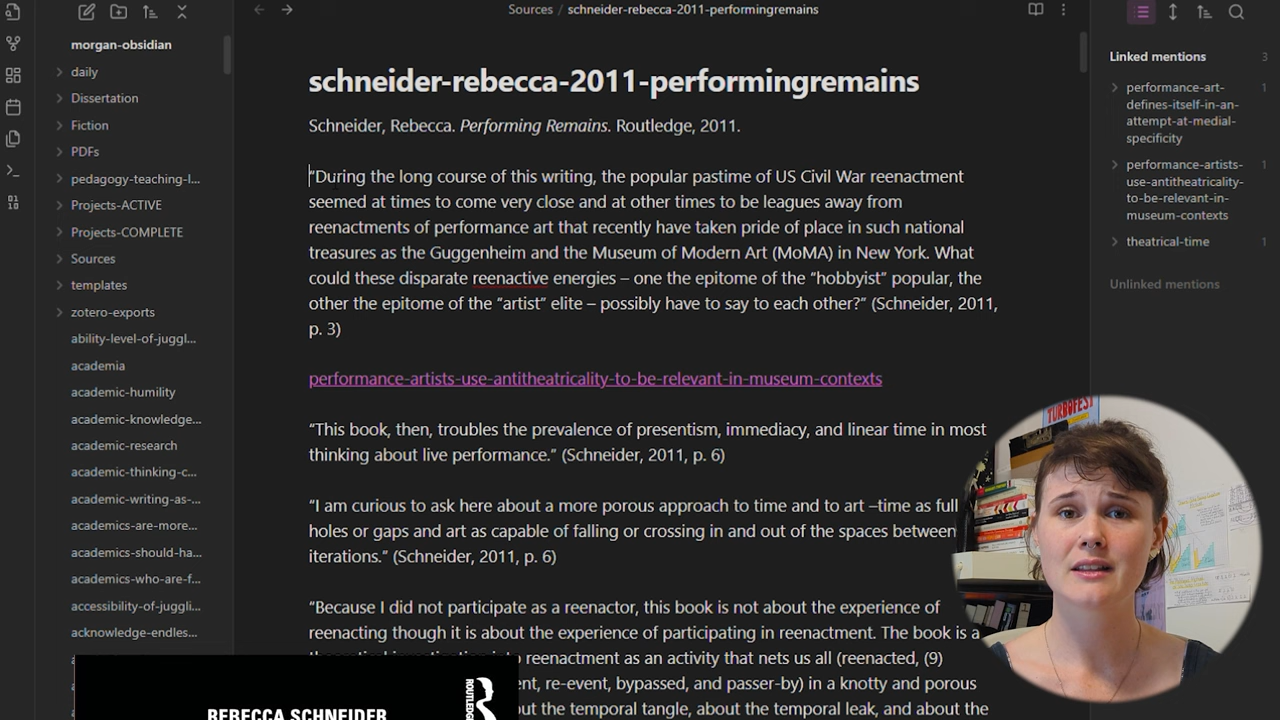 Sources / schneider-rebecca-2011-performingremains
morgan-obsidian
daily
Dissertation
Fiction
PDFs
pedagogy-teaching-l...
Projects-ACTIVE
Projects-COMPLETE
Sources
templates
zotero-exports
ability-level-of-juggl...
academia
academic-humility
academic-knowledge...
academic-research
academic-thinking-c...
academic-writing-as-...
academics-are-more...
academics-should-ha...
academics-who-are-f...
accessibility-of-juggli...
acknowledge-endles...
schneider-rebecca-2011-performingremains
Schneider, Rebecca. Performing Remains. Routledge, 2011.
“During the long course of this writing, the popular pastime of US Civil War reenactment
seemed at times to come very close and at other times to be leagues away from
reenactments of performance art that recently have taken pride of place in such national
treasures as the Guggenheim and the Museum of Modern Art (MoMA) in New York. What
could these disparate reenactive energies – one the epitome of the “hobbyist” popular, the
other the epitome of the “artist” elite – possibly have to say to each other?” (Schneider, 2011,
p. 3)
performance-artists-use-antitheatricality-to-be-relevant-in-museum-contexts
“This book, then, troubles the prevalence of presentism, immediacy, and linear time in most
thinking about live performance.” (Schneider, 2011, p. 6)
“I am curious to ask here about a more porous approach to time and to art –time as full
holes or gaps and art as capable of falling or crossing in and out of the spaces between
iterations.” (Schneider, 2011, p. 6)
“Because I did not participate as a reenactor, this book is not about the experience of
reenacting though it is about the experience of participating in reenactment. The book is a
theoretical investigation into reenactment as an activity that nets us all (reenacted, (9)
ent, re-event, bypassed, and passer-by) in a knotty and porous
out the temporal tangle, about the temporal leak, and about the
Linked mentions 3
performance-art-
defines-itself-in-an-
attempt-at-medial-
specificity
1
performance-artists-
use-antitheatricality-
to-be-relevant-in-
museum-contexts
1
theatrical-time 1
Unlinked mentions
TURBOFEST
REBECCA SCHNEIDER
ROUTLEDGE